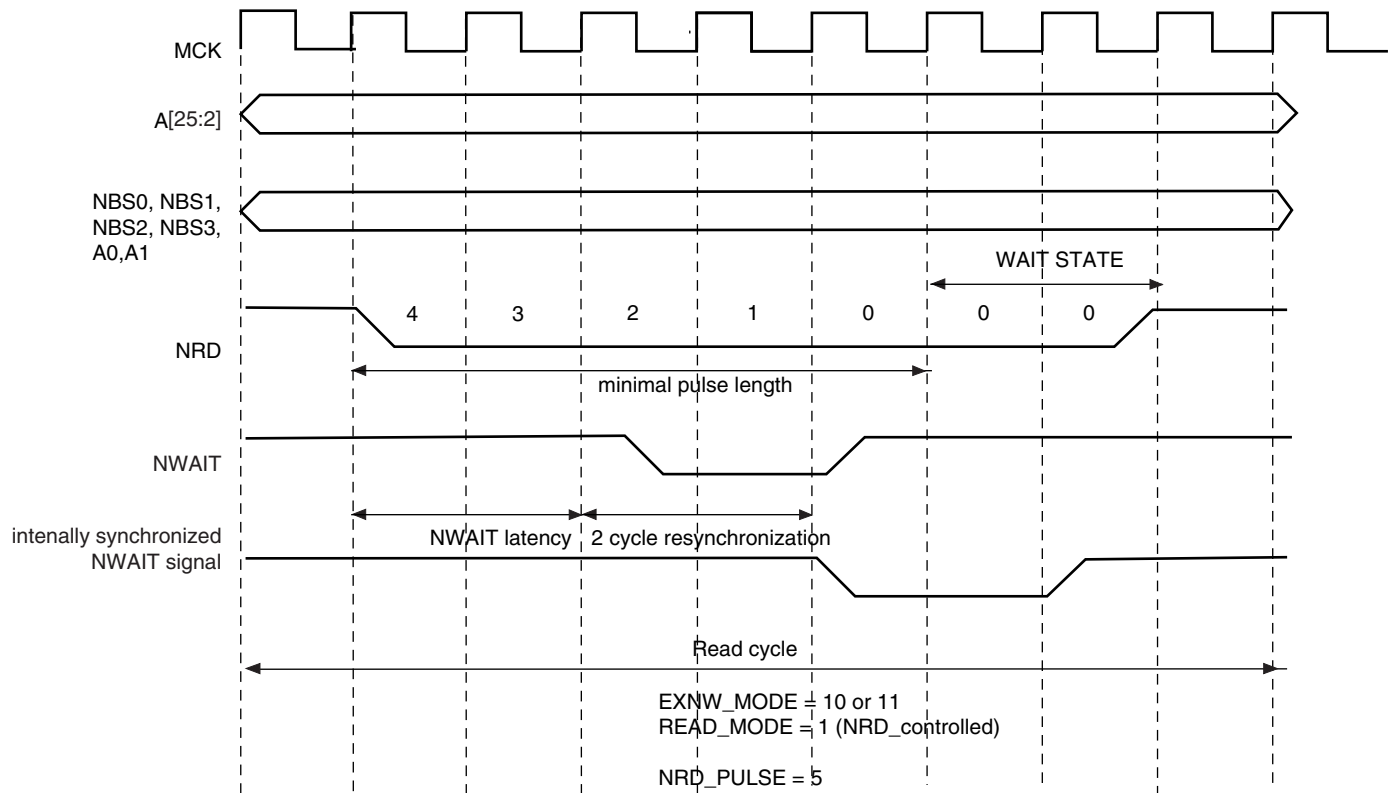 MCK
A[25:2]
NBS0, NBS1,
NBS2, NBS3,
A0,A1
WAIT STATE
4 3 2 1 0 0 0
NRD
minimal pulse length
NWAIT
intenally synchronized
NWAIT signal
NWAIT latency 2 cycle resynchronization
Read cycle
EXNW_MODE = 10 or 11
READ_MODE = 1 (NRD_controlled)
NRD_PULSE = 5